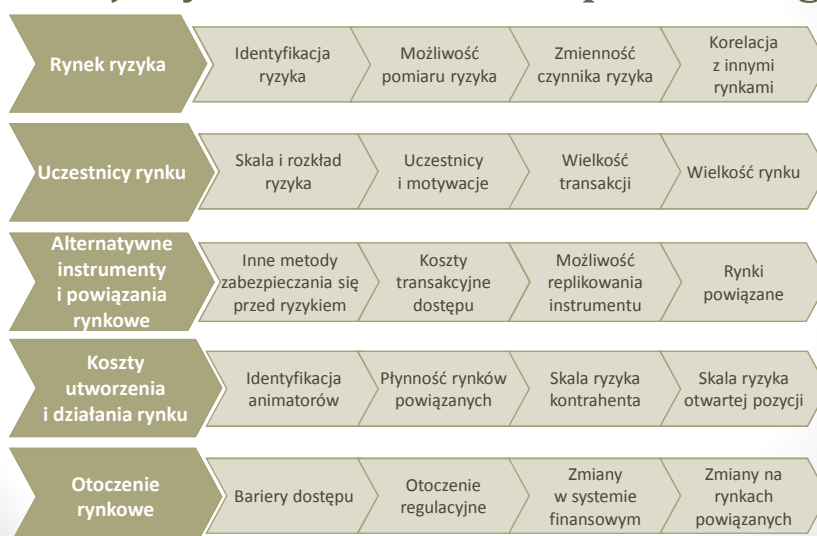 Rynek ryzyka
Identyfikacja
ryzyka
Możliwość
pomiaru ryzyka
Zmienność
czynnika ryzyka
Korelacja
z innymi
rynkami
Uczestnicy rynku
Skala i rozkład
ryzyka
Uczestnicy
i motywacje
Wielkość
transakcji
Wielkość rynku
Alternatywne
instrumenty
i powiązania
rynkowe
Inne metody
zabezpieczania się
przed ryzykiem
Koszty
transakcyjne
dostępu
Możliwość
replikowania
instrumentu
Rynki
powiązane
Koszty
utworzenia
i działania rynku
Identyfikacja
animatorów
Płynność rynków
powiązanych
Skala ryzyka
kontrahenta
Skala ryzyka
otwartej pozycji
Otoczenie
rynkowe
Bariery dostępu
Otoczenie
regulacyjne
Zmiany
w systemie
finansowym
Zmiany na
rynkach
powiązanych